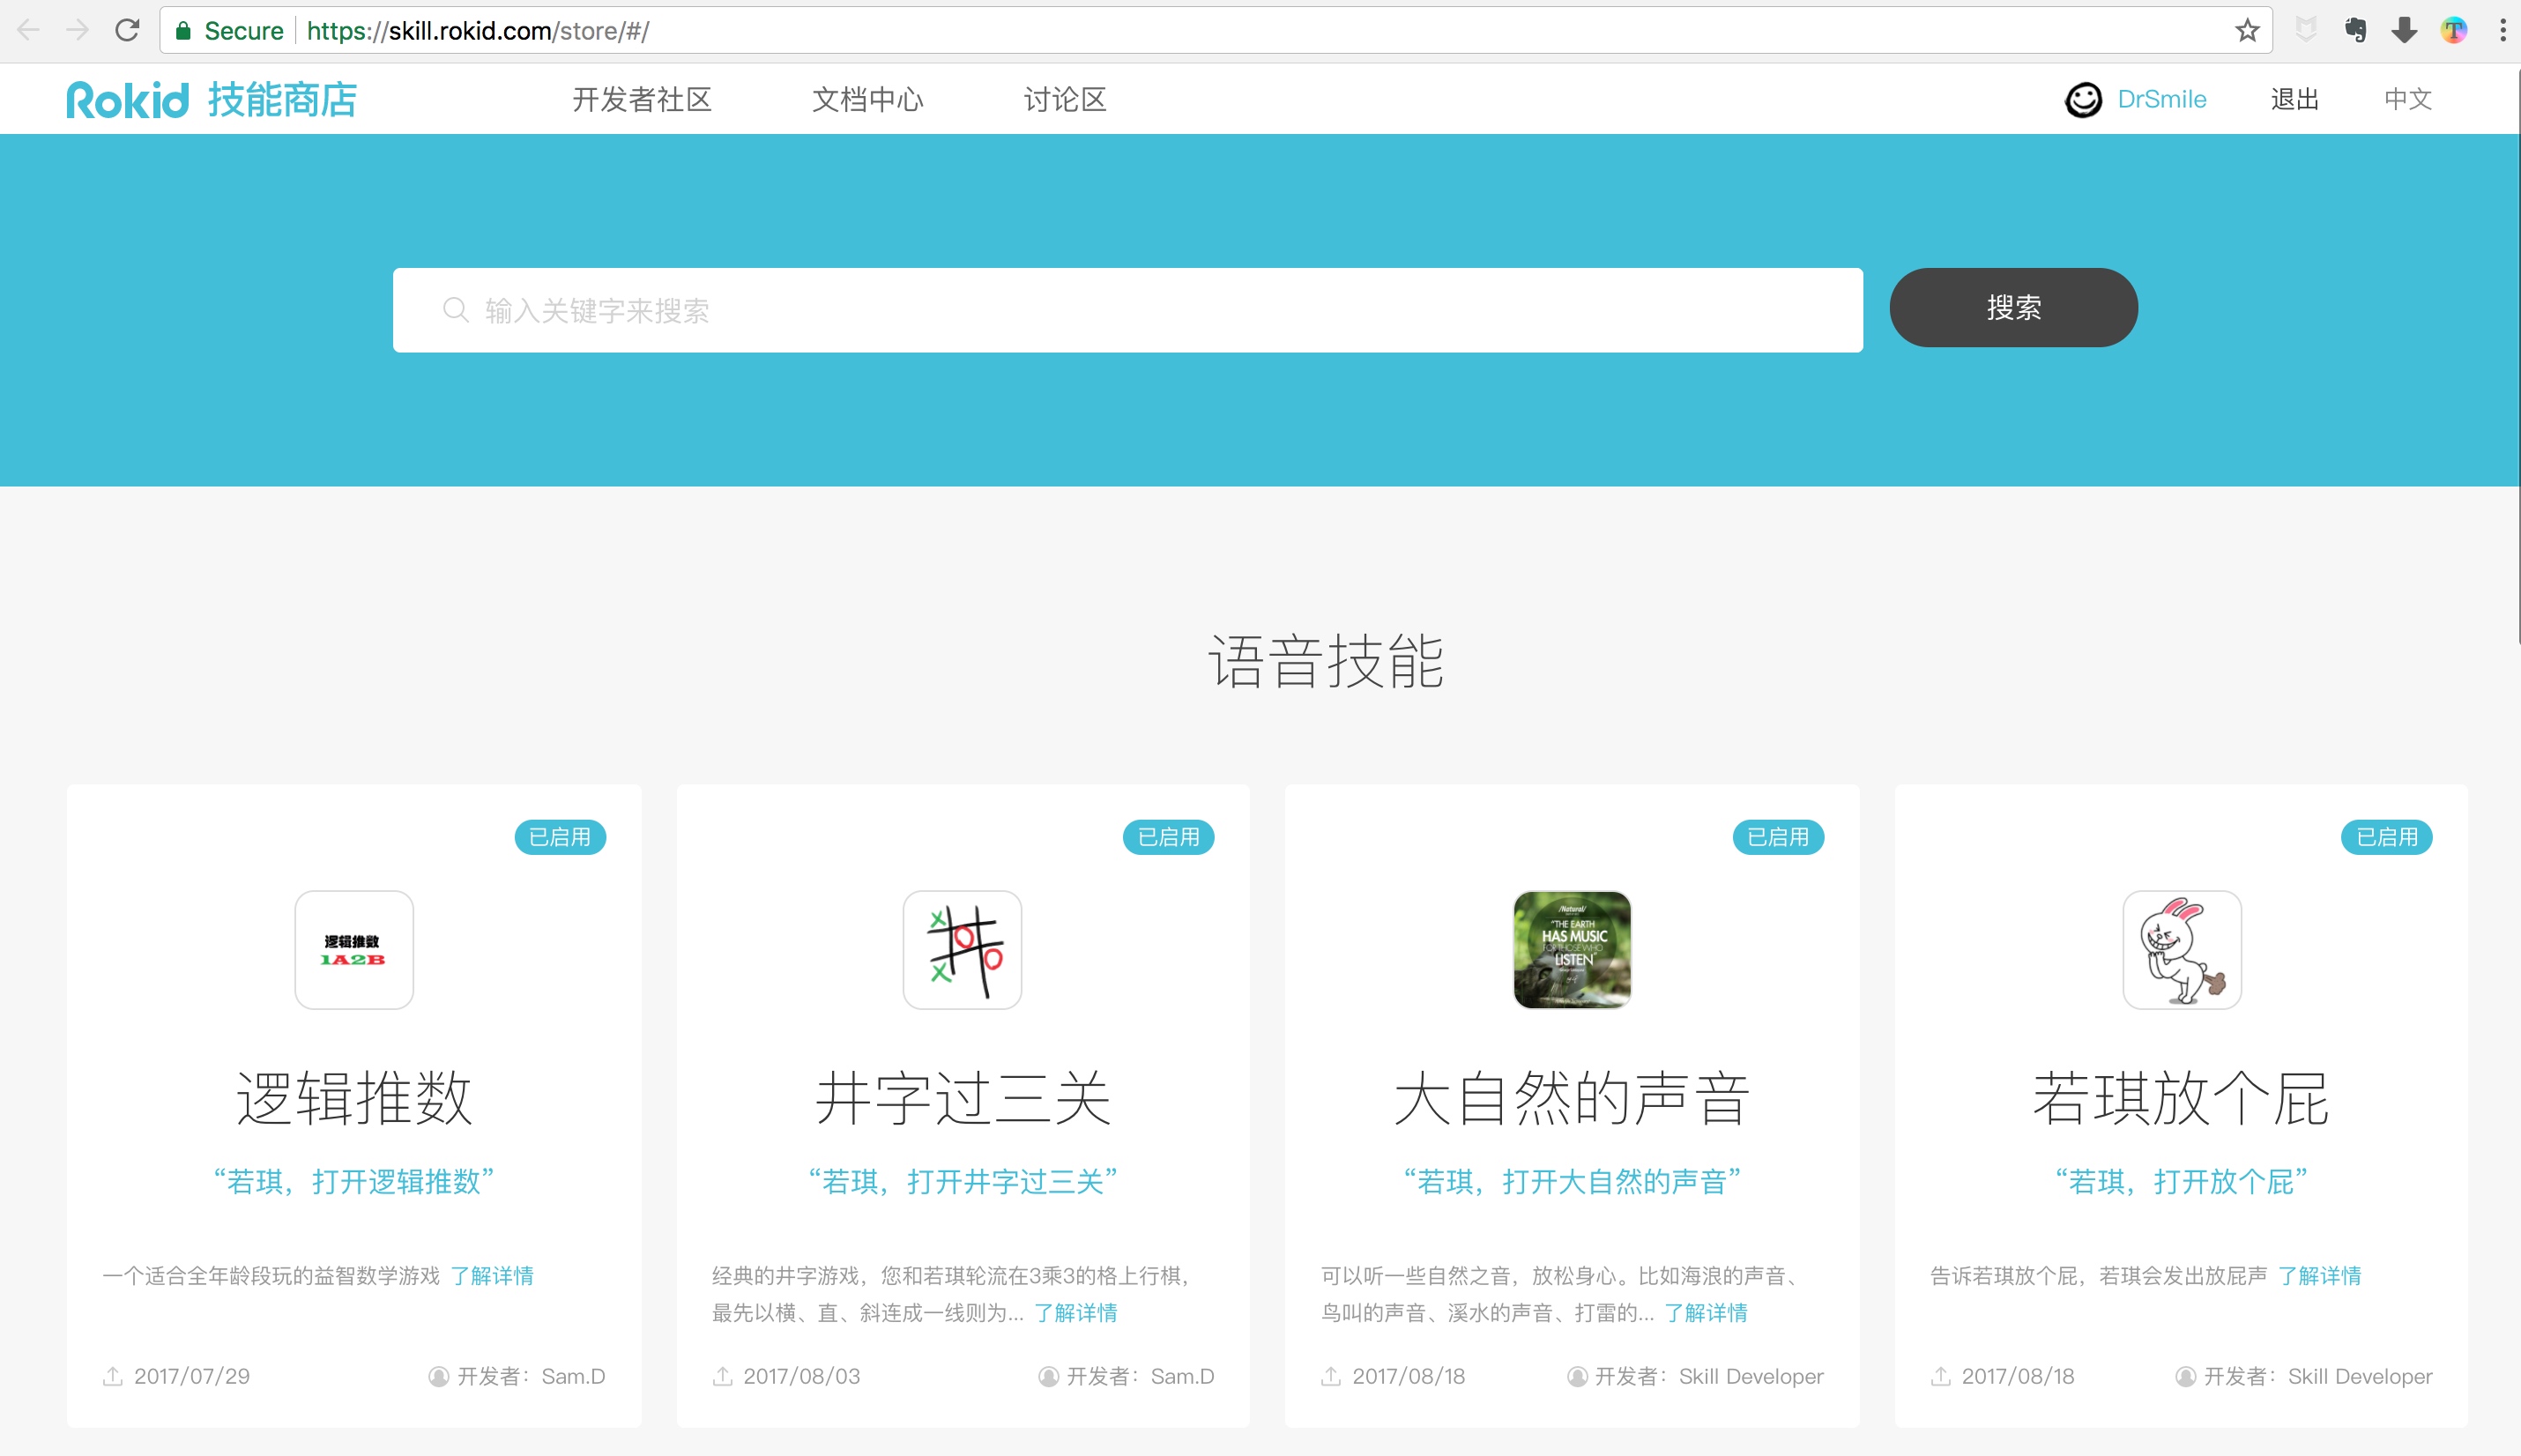 Secure https://skill.rokid.com/store/#/
T
Rokid 技能商店 开发者社区 文档中心 讨论区 DrSmile 退出 中文
输入关键字来搜索 搜索
语音技能
已启用
逻辑推数
1A2B
逻辑推数
“若琪，打开逻辑推数”
一个适合全年龄段玩的益智数学游戏 了解详情
2017/07/29 开发者：Sam.D
已启用
井字过三关
“若琪，打开井字过三关”
经典的井字游戏，您和若琪轮流在3乘3的格上行棋，
最先以横、直、斜连成一线则为... 了解详情
2017/08/03 开发者：Sam.D
已启用
/Natural/
“THE EARTH
HAS MUSIC
FOR THOSE WHO
LISTEN”
大自然的声音
“若琪，打开大自然的声音”
可以听一些自然之音，放松身心。比如海浪的声音、
鸟叫的声音、溪水的声音、打雷的... 了解详情
2017/08/18 开发者：Skill Developer
已启用
若琪放个屁
“若琪，打开放个屁”
告诉若琪放个屁，若琪会发出放屁声 了解详情
2017/08/18 开发者：Skill Developer